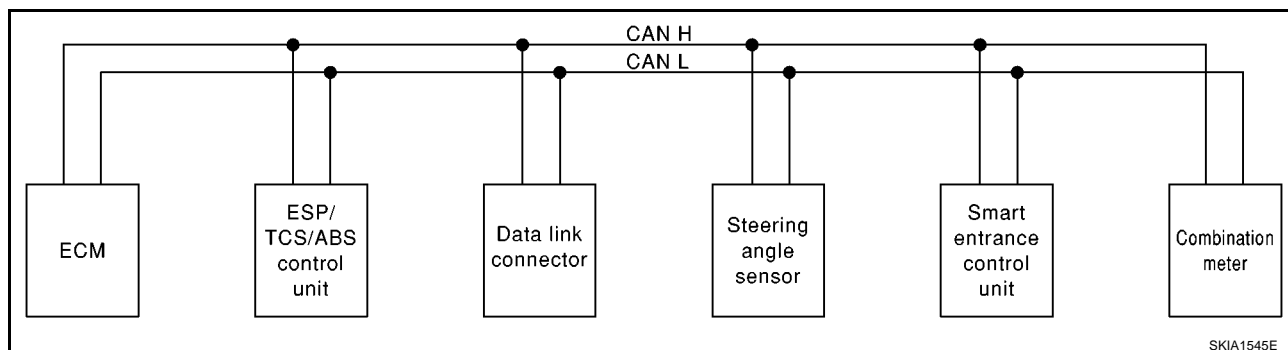 CAN H
CAN L
ECM
ESP/
TCS/ABS
control
unit
Data link
connector
Steering
angle
sensor
Smart
entrance
control
unit
Combination
meter
SKIA1545E